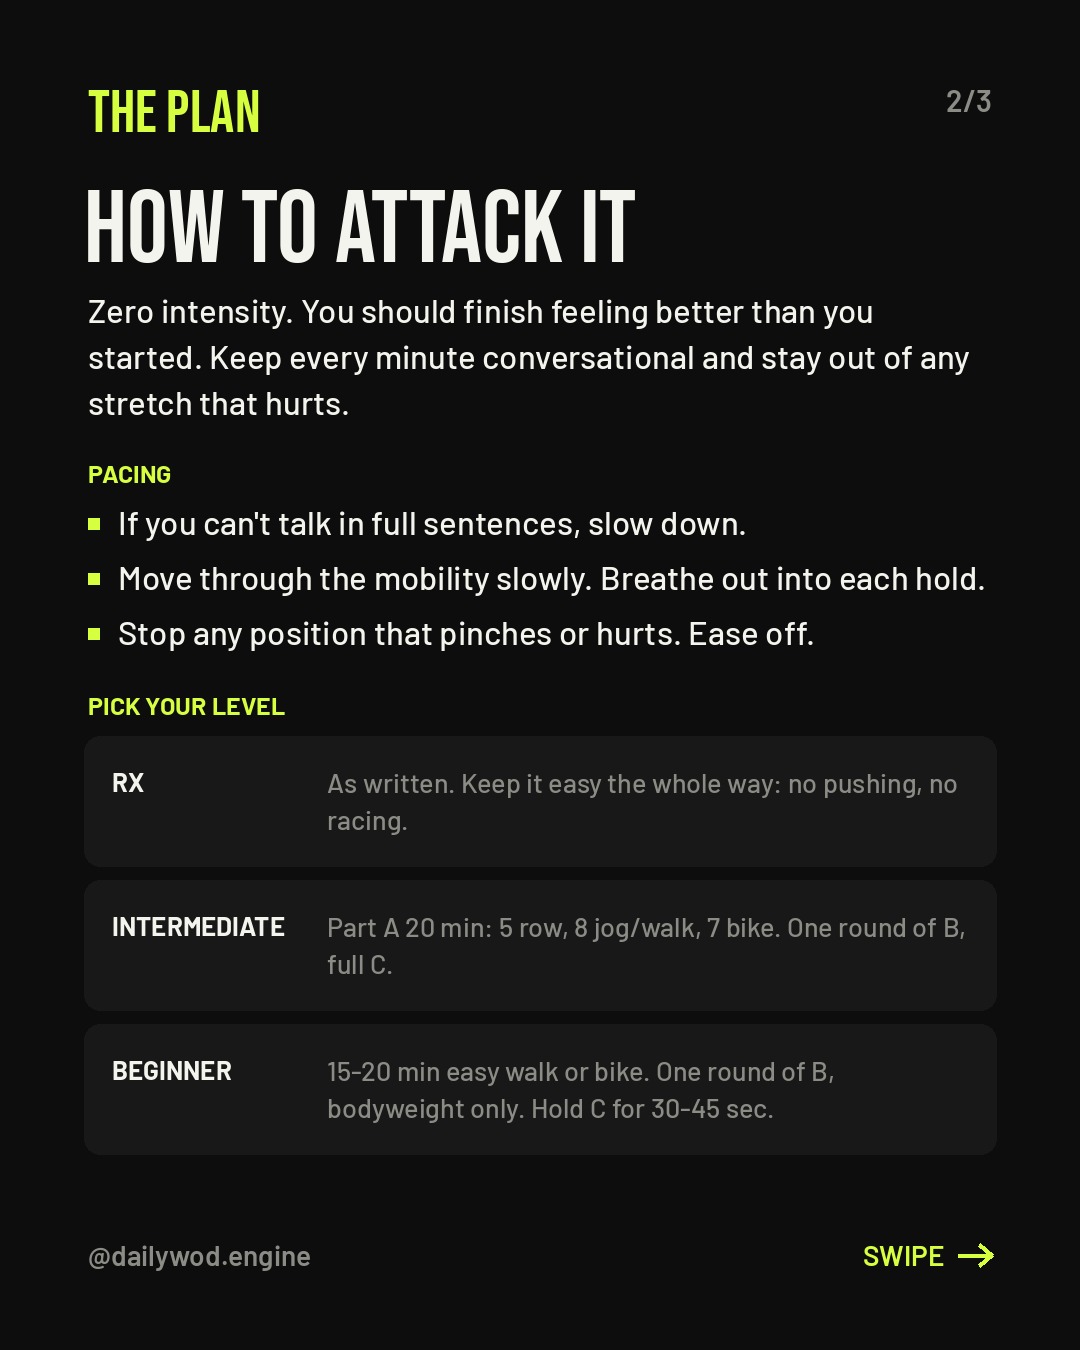 THE PLAN
2/3
HOW TO ATTACK IT
Zero intensity. You should finish feeling better than you
started. Keep every minute conversational and stay out of any
stretch that hurts.
PACING
If you can't talk in full sentences, slow down.
Move through the mobility slowly. Breathe out into each hold.
Stop any position that pinches or hurts. Ease off.
PICK YOUR LEVEL
RX
As written. Keep it easy the whole way: no pushing, no
racing.
INTERMEDIATE
Part A 20 min: 5 row, 8 jog/walk, 7 bike. One round of B,
full C.
BEGINNER
15-20 min easy walk or bike. One round of B,
bodyweight only. Hold C for 30-45 sec.
@dailywod.engine
SWIPE →